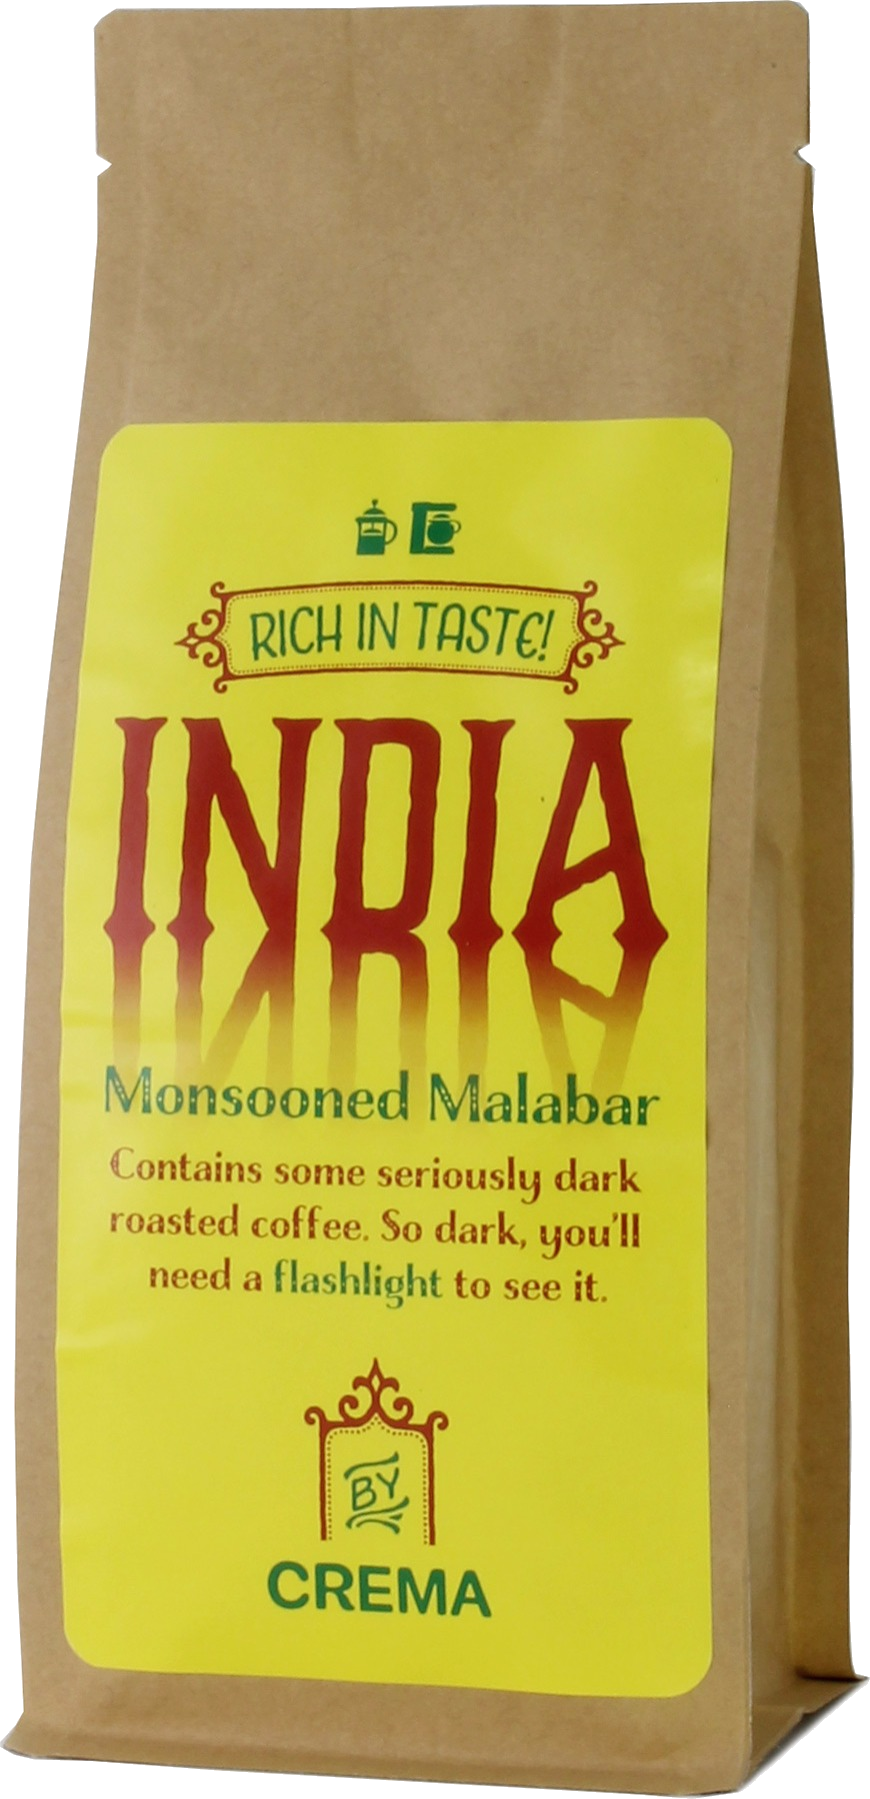 RICH IN TASTE!
INDIA
Monsooned Malabar
Contains some seriously dark
roasted coffee. So dark, you'll
need a flashlight to see it.
BY
CREMA